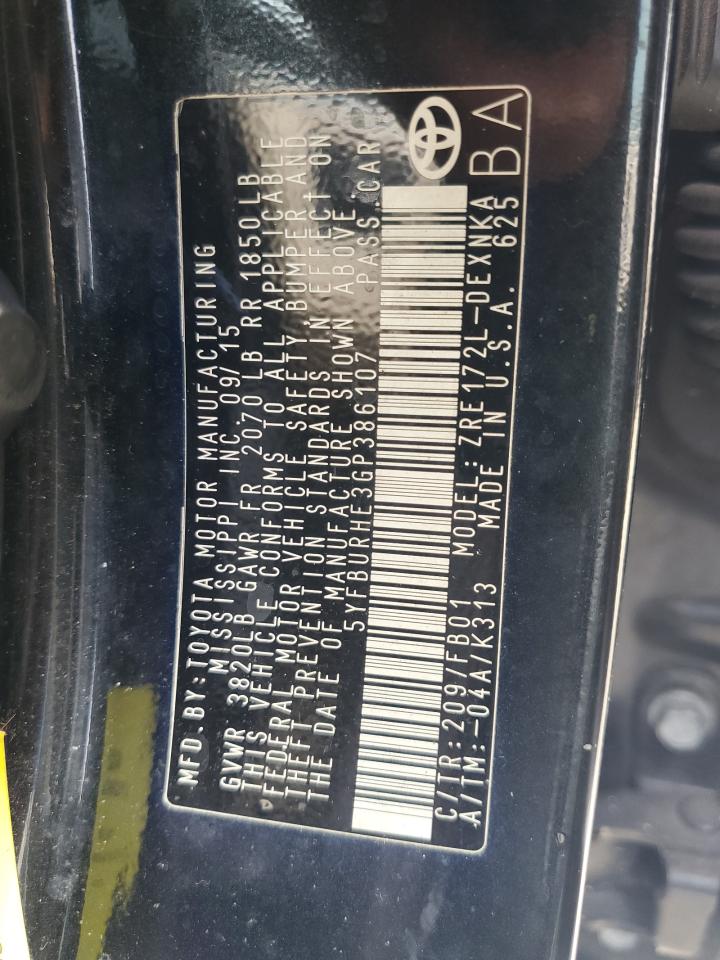 MFD.BY:TOYOTA MOTOR MANUFACTURING
MISSISSIPPI INC. 09/15
GVWR 3820LB GAWR FR 2070 LB RR 1850LB
THIS VEHICLE CONFORMS TO ALL APPLICABLE
FEDERAL MOTOR VEHICLE SAFETY, BUMPER, AND
THEFT PREVENTION STANDARDS IN EFFECT ON
THE DATE OF MANUFACTURE SHOWN ABOVE.
5YFBURHE3GP386107 PASS.CAR
C/TR:209/FB01 MODEL:ZRE172L-DEXNKA
A/TM:-04A/K313 MADE IN U.S.A. 625
BA